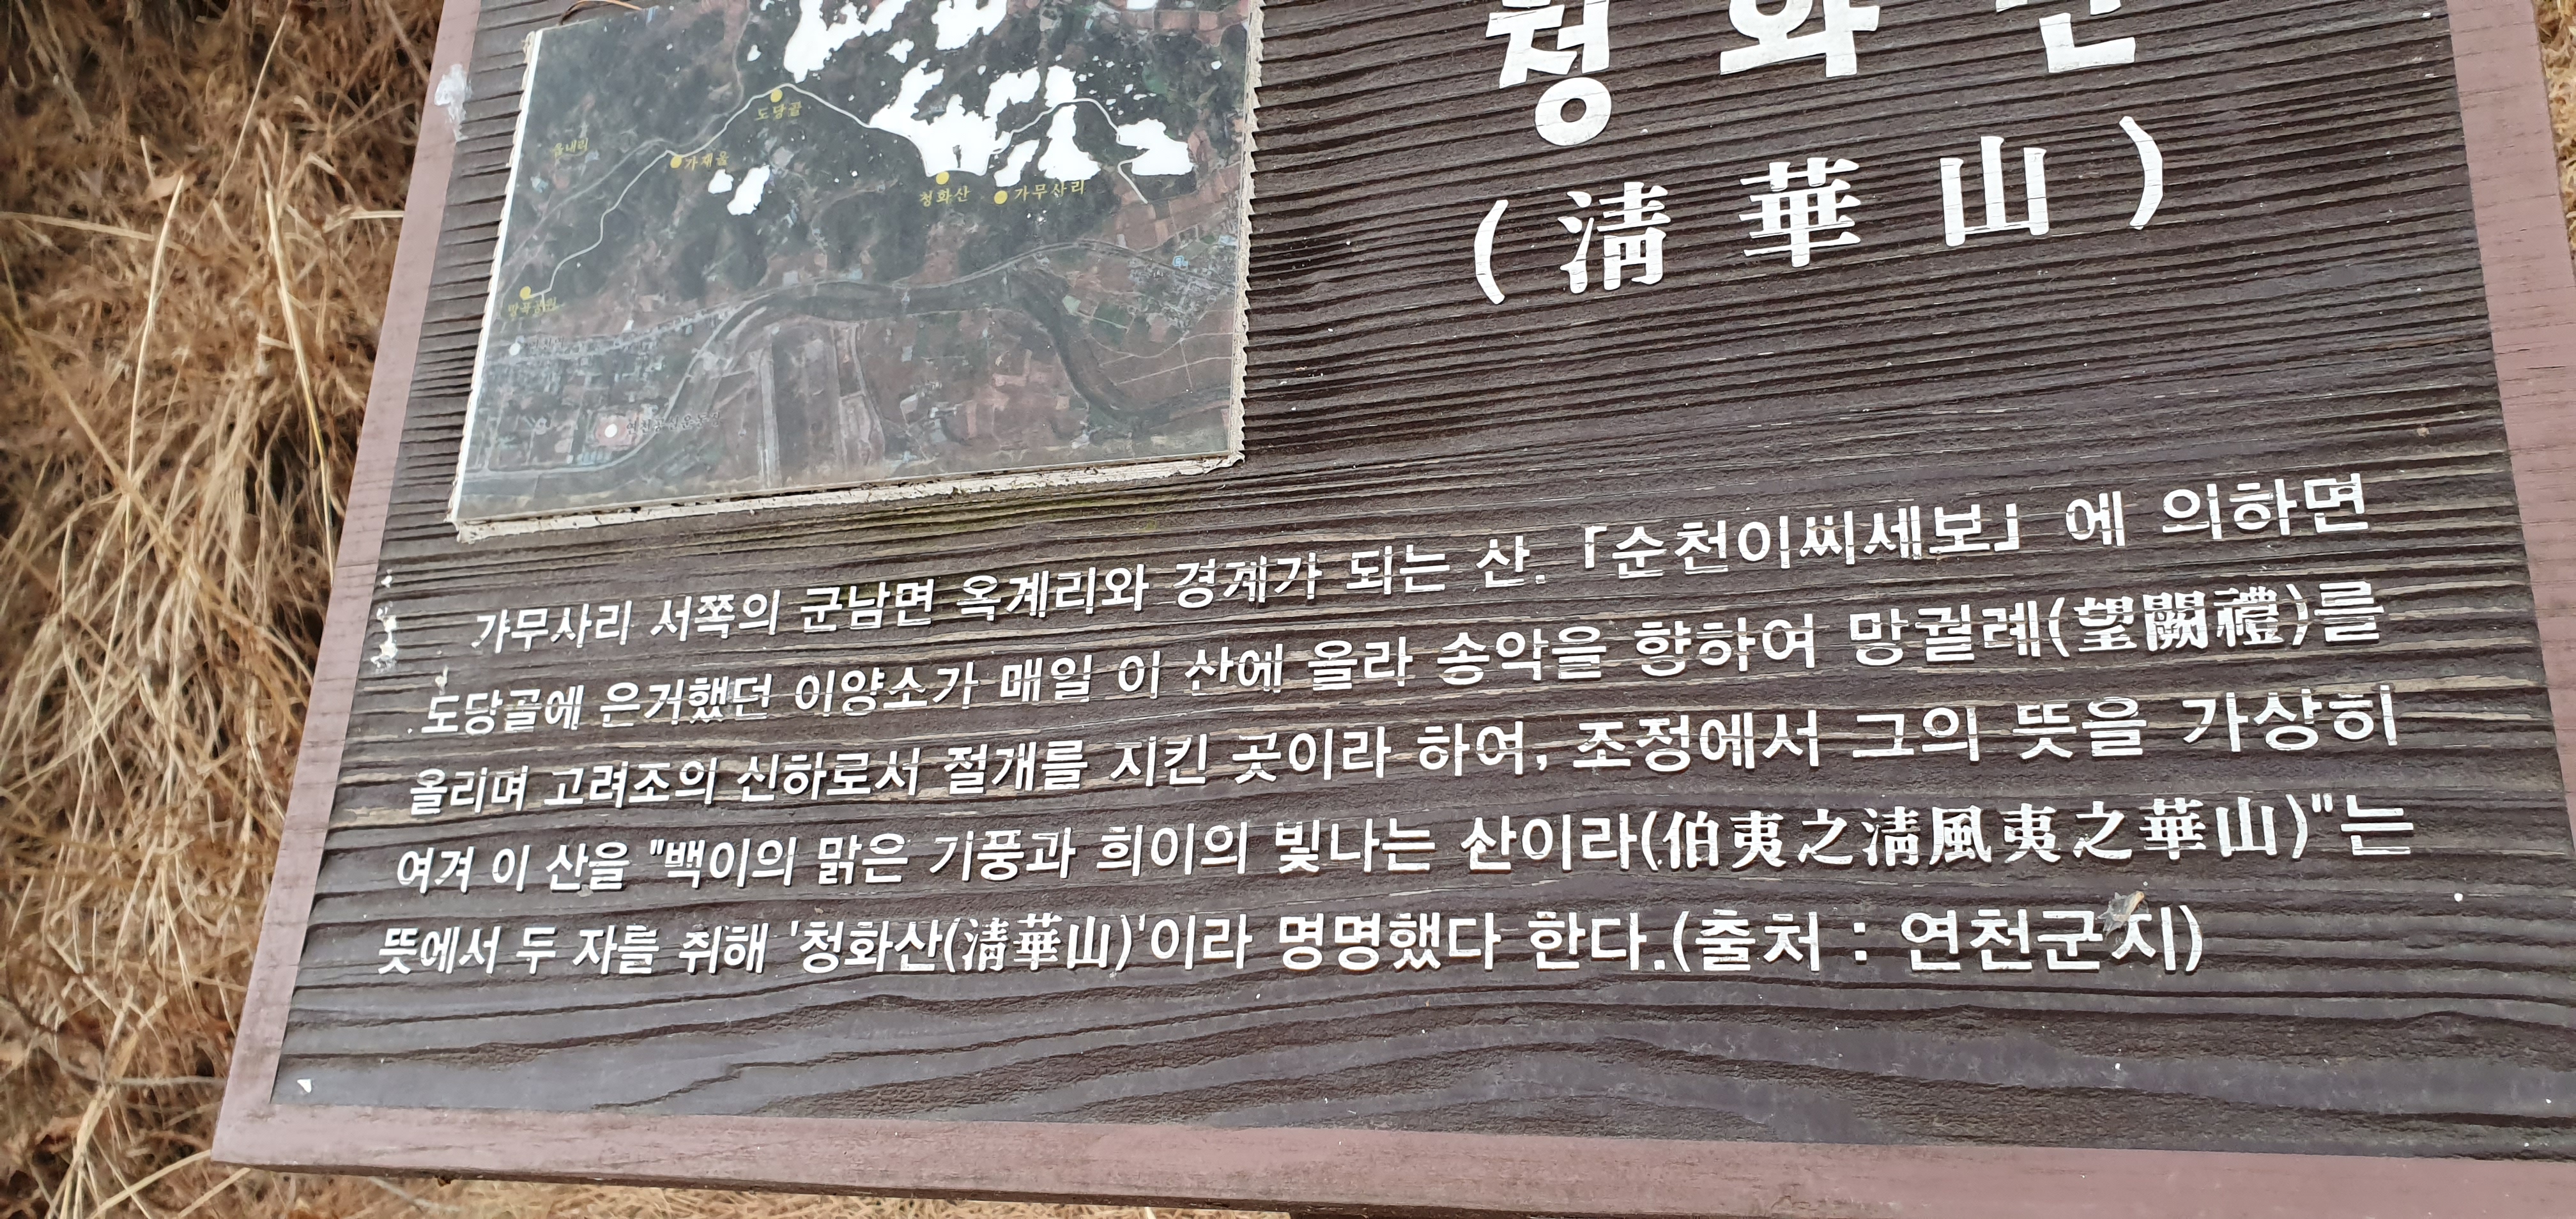 청화산
(淸華山)
도당골
읍내리
가재울
청화산
가무사리
가무사리 서쪽의 군남면 옥계리와 경계가 되는 산.「순천이씨세보」에 의하면
도당골에 은거했던 이양소가 매일 이 산에 올라 송악을 향하여 망궐례(望闕禮)를
올리며 고려조의 신하로서 절개를 지킨 곳이라 하여, 조정에서 그의 뜻을 가상히
여겨 이 산을 "백이의 맑은 기풍과 희이의 빛나는 산이라(伯夷之淸風夷之華山)"는
뜻에서 두 자를 취해 '청화산(淸華山)'이라 명명했다 한다.(출처 : 연천군지)